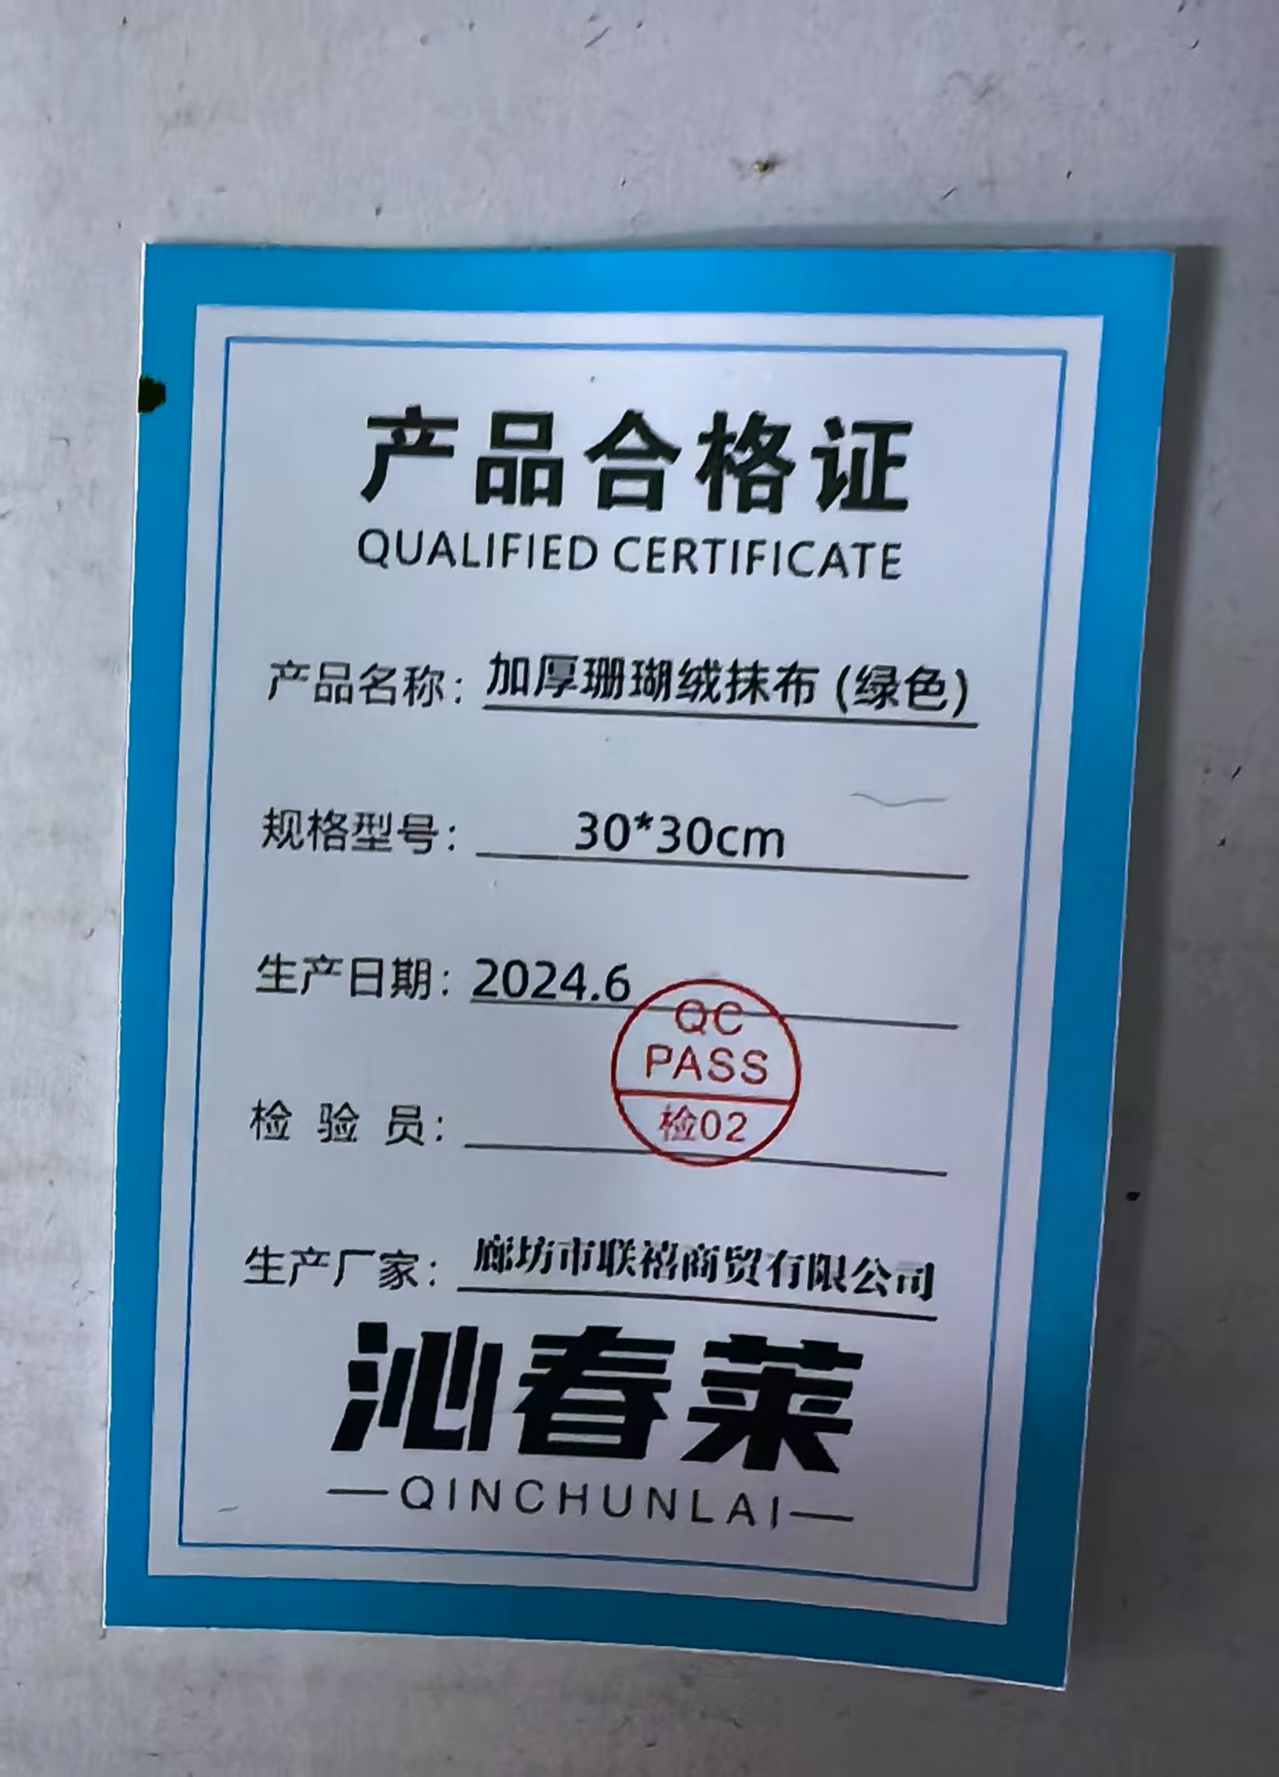 产品合格证
QUALIFIED CERTIFICATE
产品名称：加厚珊瑚绒抹布 (绿色)
规格型号： 30*30cm
生产日期：2024.6
QC
PASS
检02
检 验 员：
生产厂家：廊坊市联禧商贸有限公司
沁春莱
—QINCHUNLAI—